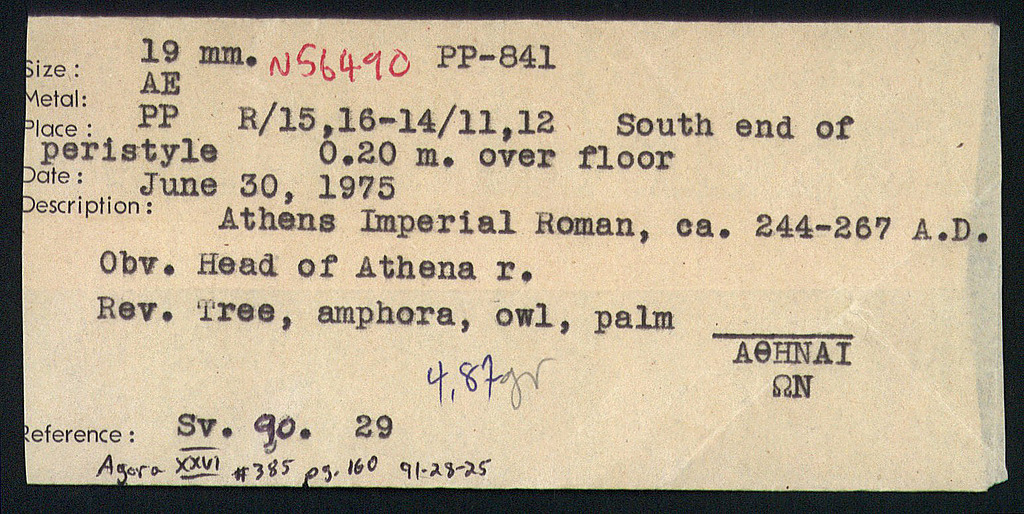 Size: 19 mm. N56490 PP-841
Metal: AE
Place: PP R/15,16-14/11,12 South end of
peristyle 0.20 m. over floor
Date: June 30, 1975
Description: Athens Imperial Roman, ca. 244-267 A.D.
Obv. Head of Athena r.
Rev. Tree, amphora, owl, palm
ΑΘΗΝΑΙ
ΩΝ
4,87gr
Reference: Sv. 90. 29
Agora XXVI #385 pg. 160 91-28-25